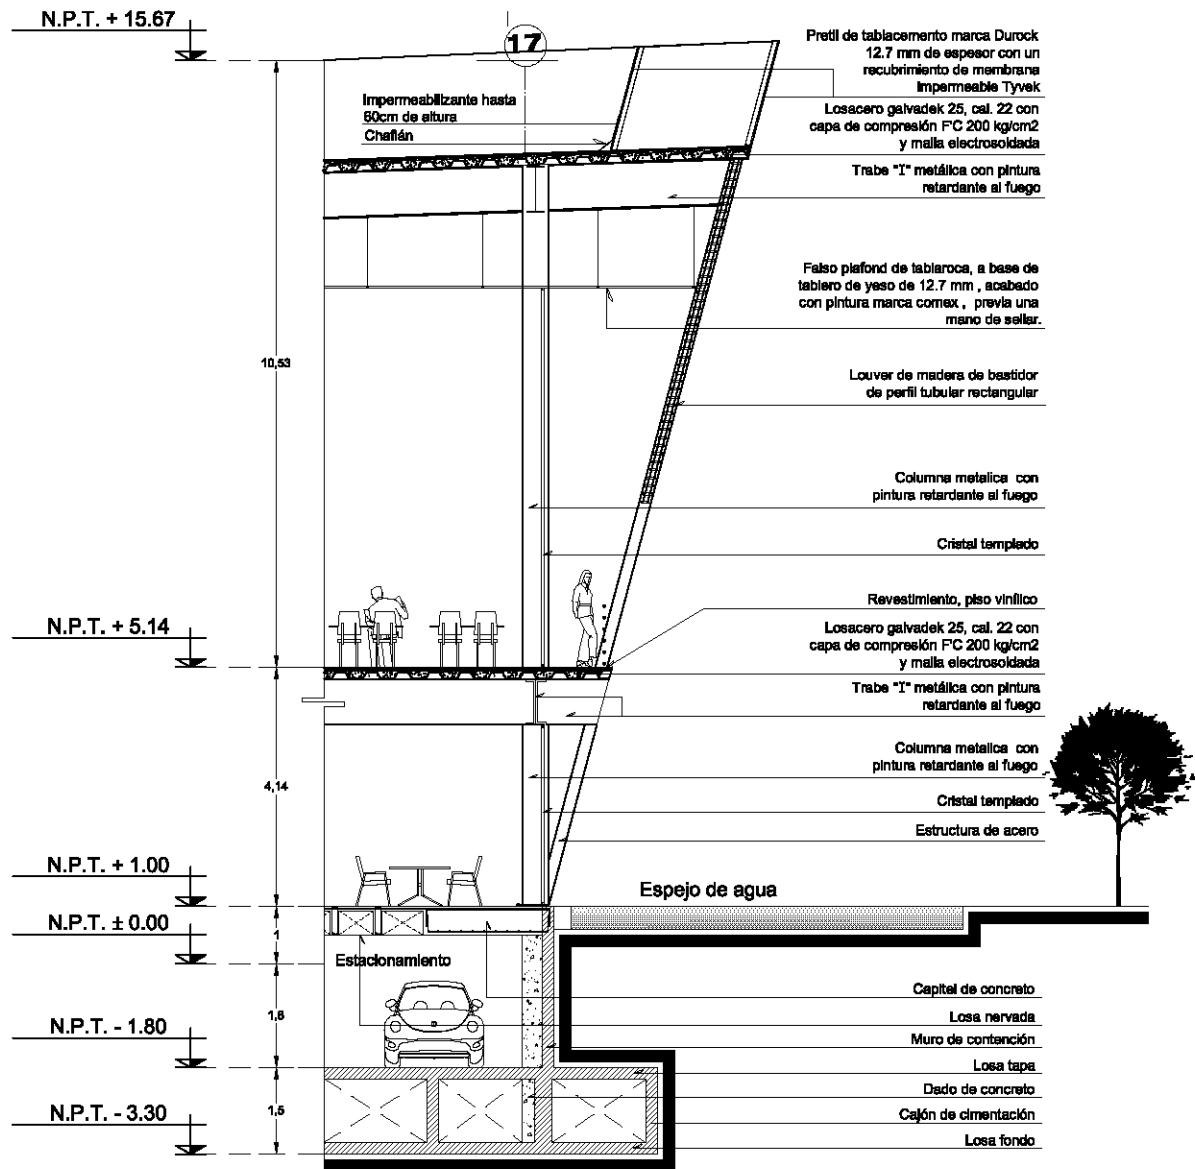 N.P.T. + 15.67
17
Pretil de tablacemento marca Durock
12.7 mm de espesor con un
recubrimiento de membrana
impermeable Tyvek
Impermeabilizante hasta
60cm de altura
Chaflán
Losacero galvadek 25, cal. 22 con
capa de compresión F'C 200 kg/cm2
y malla electrosoldada
Trabe "I" metálica con pintura
retardante al fuego
Falso plafond de tablaroca, a base de
tablero de yeso de 12.7 mm , acabado
con pintura marca comex , previa una
mano de sellar.
10,53
Louver de madera de bastidor
de perfil tubular rectangular
Columna metalica con
pintura retardante al fuego
Cristal templado
Revestimiento, piso vinílico
N.P.T. + 5.14
Losacero galvadek 25, cal. 22 con
capa de compresión F'C 200 kg/cm2
y malla electrosoldada
Trabe "I" metálica con pintura
retardante al fuego
Columna metalica con
pintura retardante al fuego
4,14
Cristal templado
Estructura de acero
N.P.T. + 1.00
Espejo de agua
N.P.T. ± 0.00
1
Estacionamiento
Capitel de concreto
Losa nervada
1,8
N.P.T. - 1.80
Muro de contención
Losa tapa
Dado de concreto
1,5
N.P.T. - 3.30
Cajón de cimentación
Losa fondo